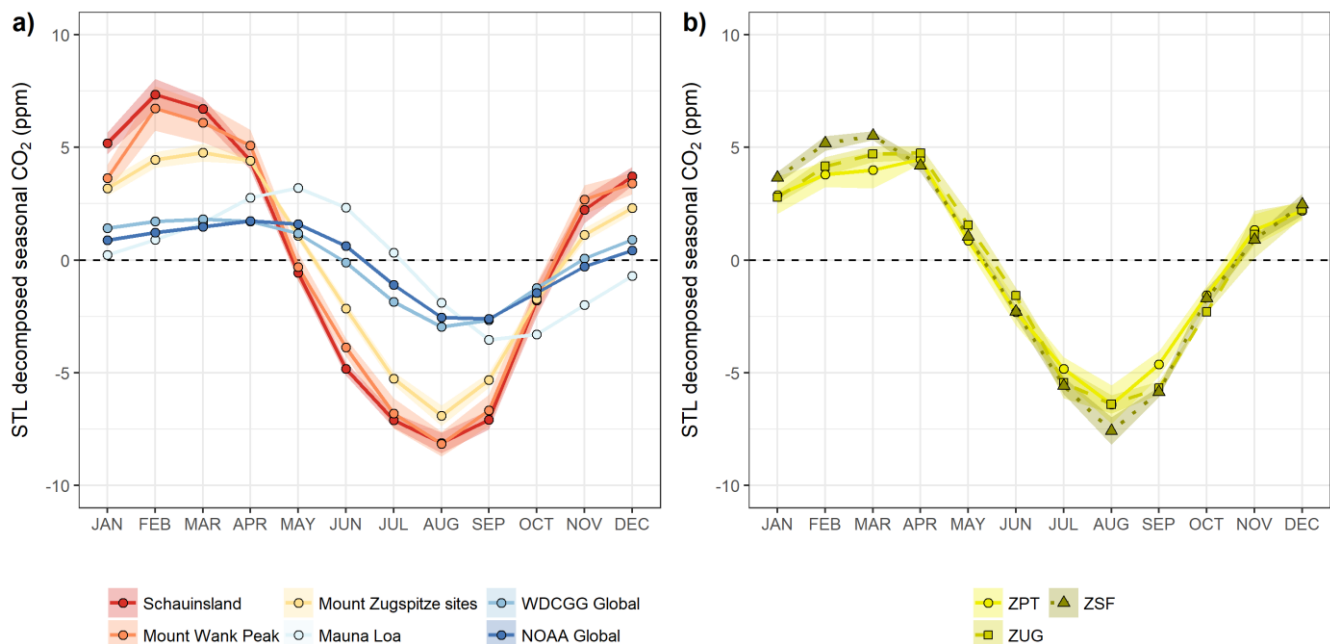 a)
STL decomposed seasonal CO₂ (ppm)
10
5
0
-5
-10
JAN FEB MAR APR MAY JUN JUL AUG SEP OCT NOV DEC
Schauinsland Mount Zugspitze sites WDCGG Global
Mount Wank Peak Mauna Loa NOAA Global
b)
STL decomposed seasonal CO₂ (ppm)
10
5
0
-5
-10
JAN FEB MAR APR MAY JUN JUL AUG SEP OCT NOV DEC
ZPT ZSF
ZUG